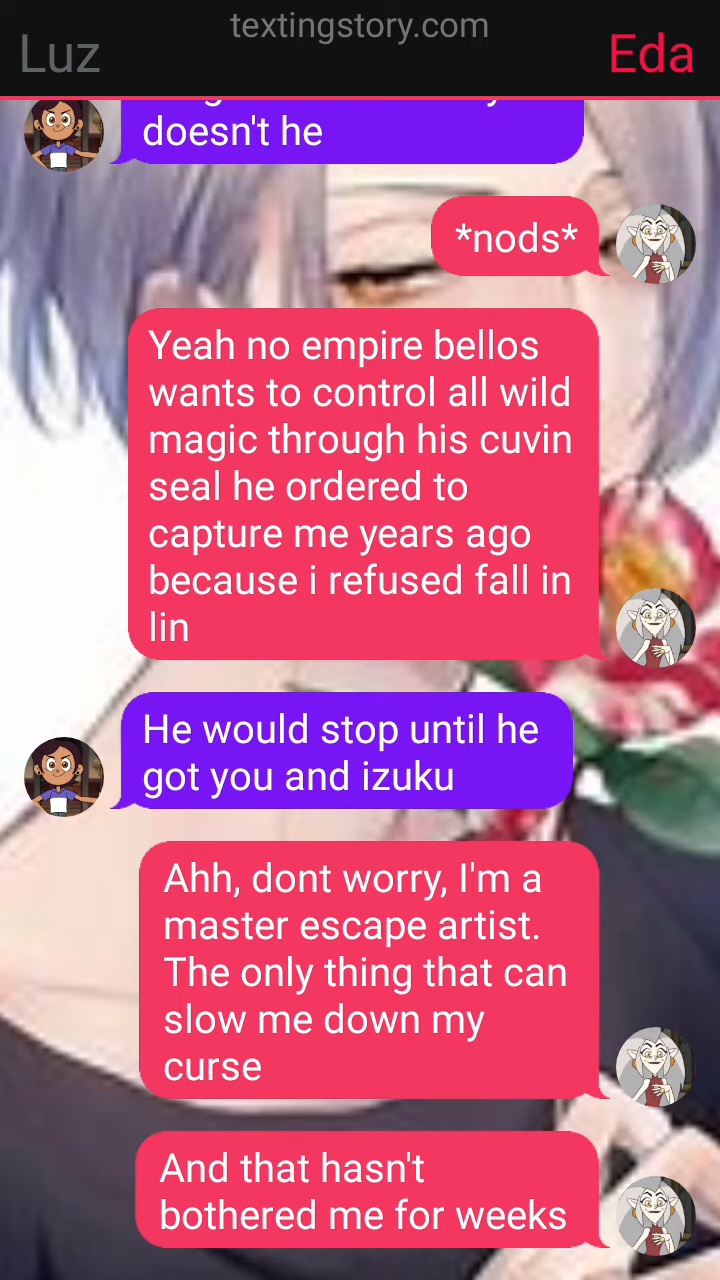 textingstory.com
Luz
Eda
doesn't he
*nods*
Yeah no empire bellos
wants to control all wild
magic through his cuvin
seal he ordered to
capture me years ago
because i refused fall in
lin
He would stop until he
got you and izuku
Ahh, dont worry, I'm a
master escape artist.
The only thing that can
slow me down my
curse
And that hasn't
bothered me for weeks